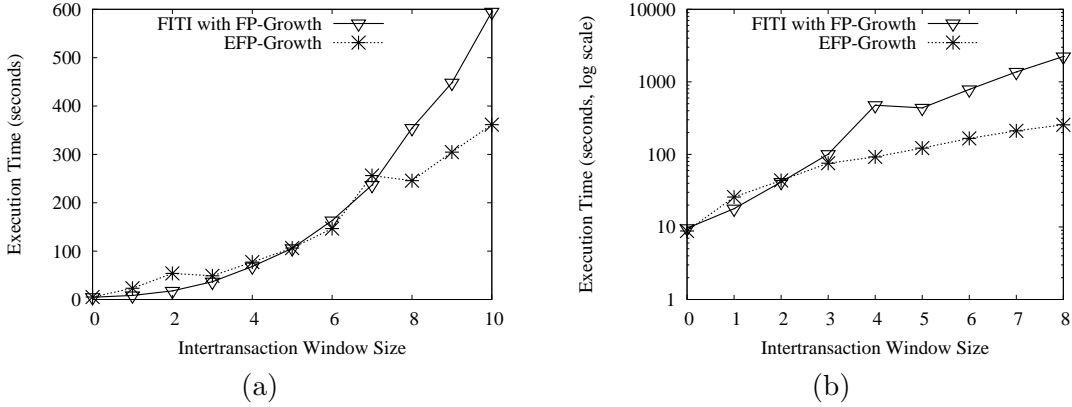 600
500
400
300
200
100
0
Execution Time (seconds)
FITI with FP-Growth
EFP-Growth
0 2 4 6 8 10
Intertransaction Window Size
(a)
10000
1000
100
10
1
Execution Time (seconds, log scale)
FITI with FP-Growth
EFP-Growth
0 1 2 3 4 5 6 7 8
Intertransaction Window Size
(b)